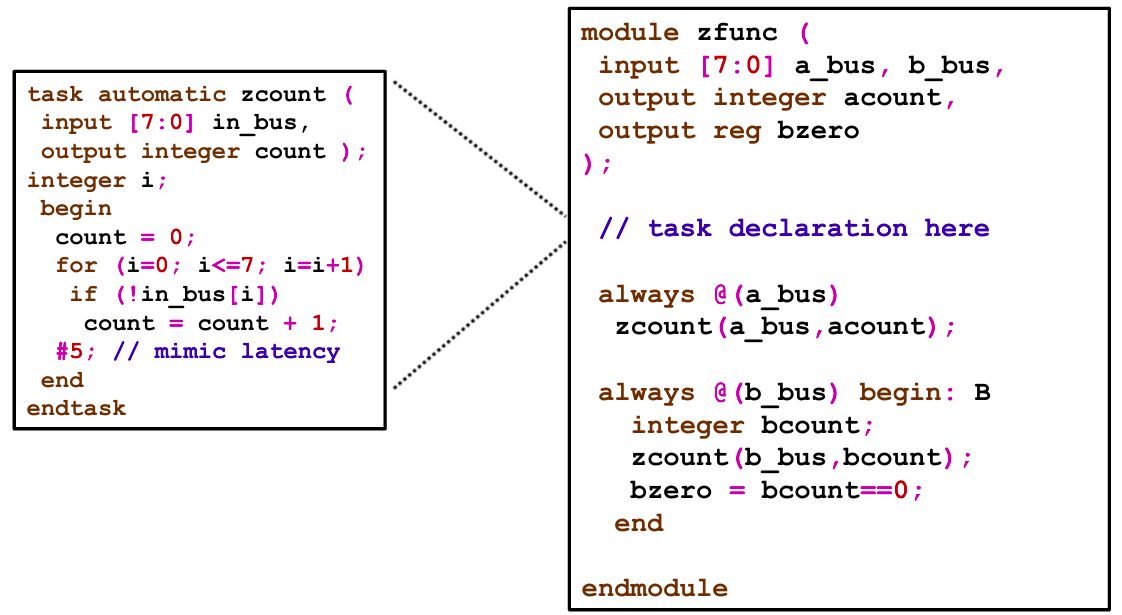 task automatic zcount (
 input [7:0] in_bus,
 output integer count );
integer i;
 begin
  count = 0;
  for (i=0; i<=7; i=i+1)
   if (!in_bus[i])
    count = count + 1;
  #5; // mimic latency
 end
endtask
module zfunc (
 input [7:0] a_bus, b_bus,
 output integer acount,
 output reg bzero
);
 // task declaration here
 always @(a_bus)
  zcount(a_bus,acount);
 always @(b_bus) begin: B
   integer bcount;
   zcount(b_bus,bcount);
   bzero = bcount==0;
  end
endmodule